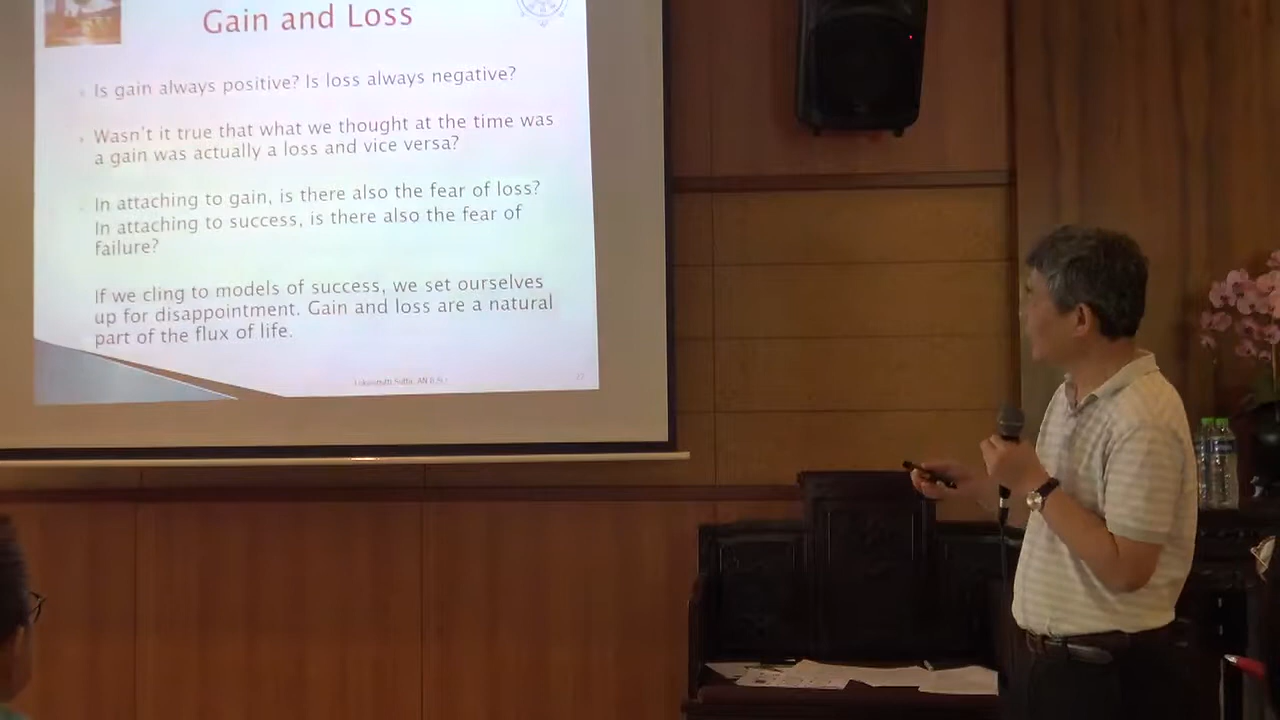 Gain and Loss
Is gain always positive? Is loss always negative?
Wasn't it true that what we thought at the time was
a gain was actually a loss and vice versa?
In attaching to gain, is there also the fear of loss?
In attaching to success, is there also the fear of
failure?
If we cling to models of success, we set ourselves
up for disappointment. Gain and loss are a natural
part of the flux of life.